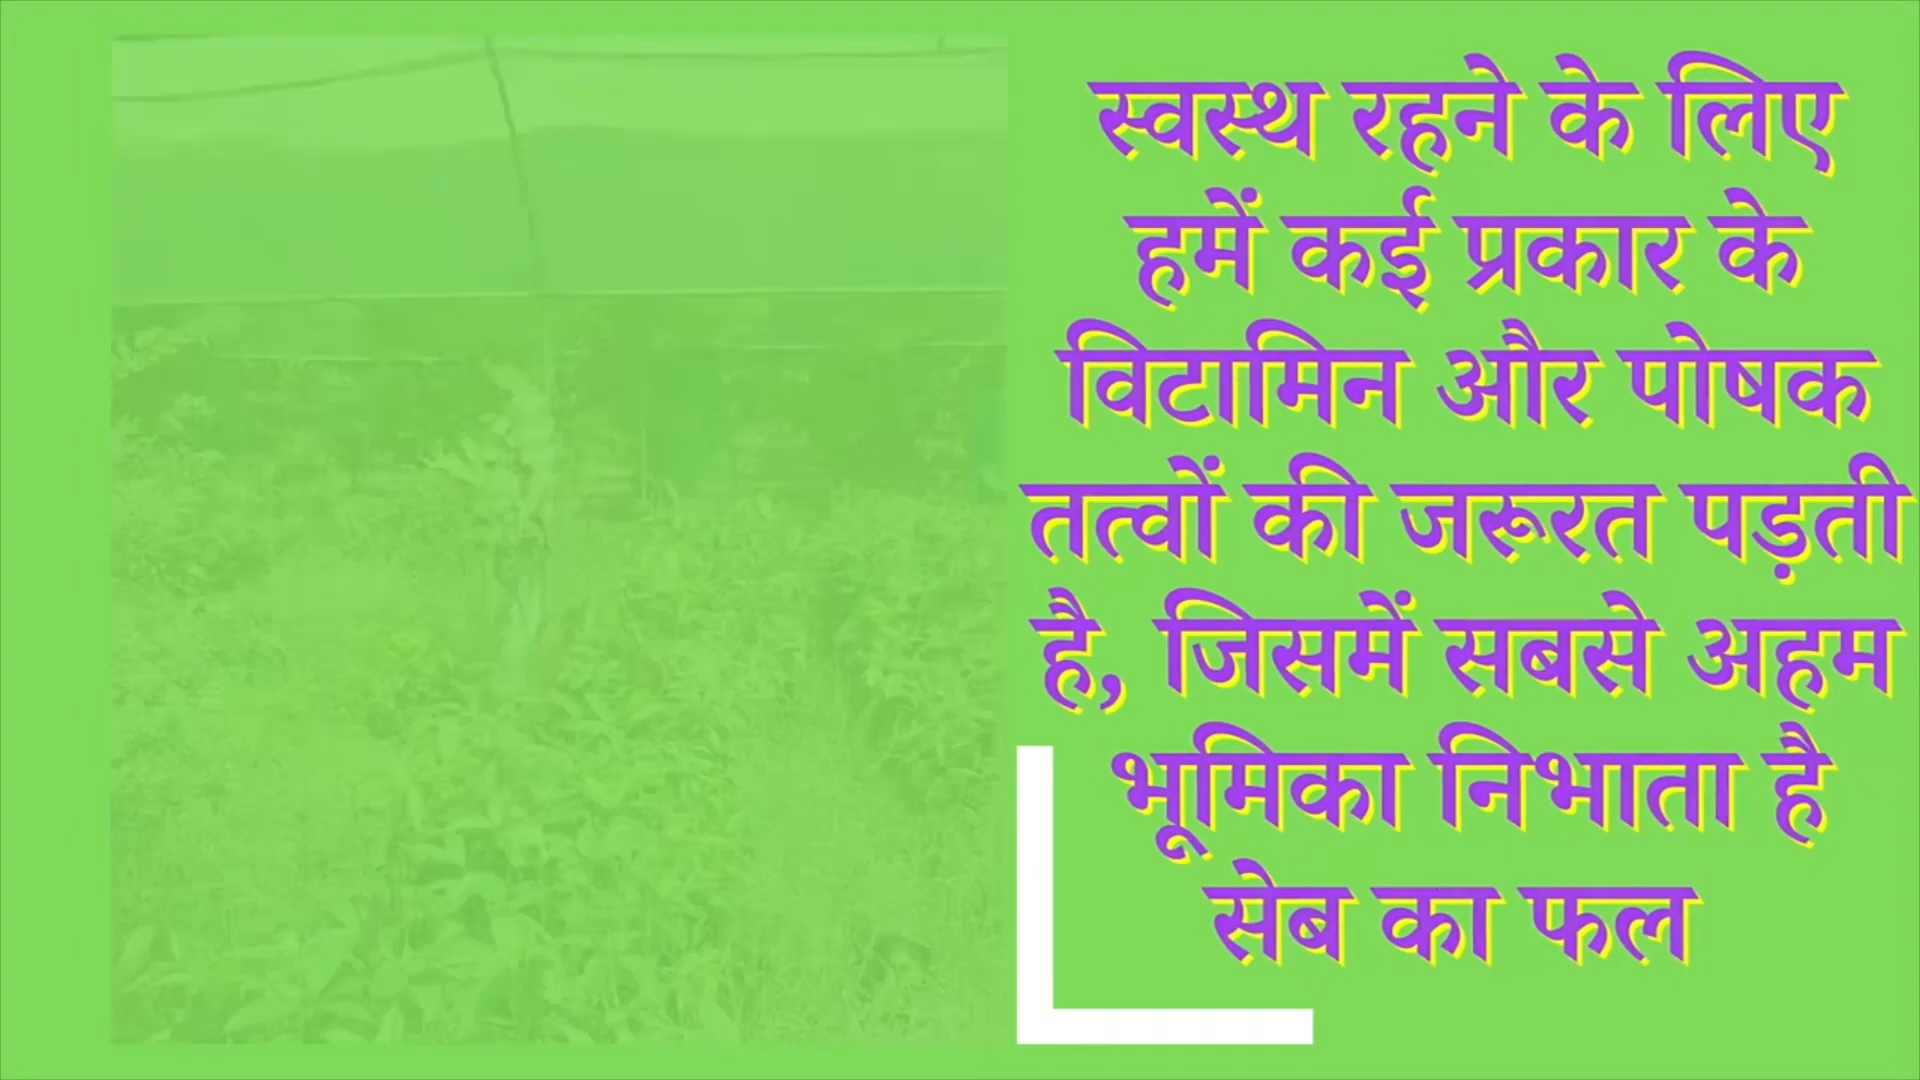 स्वस्थ रहने के लिए
हमें कई प्रकार के
विटामिन और पोषक
तत्वों की जरूरत पड़ती
है, जिसमें सबसे अहम
भूमिका निभाता है
सेब का फल